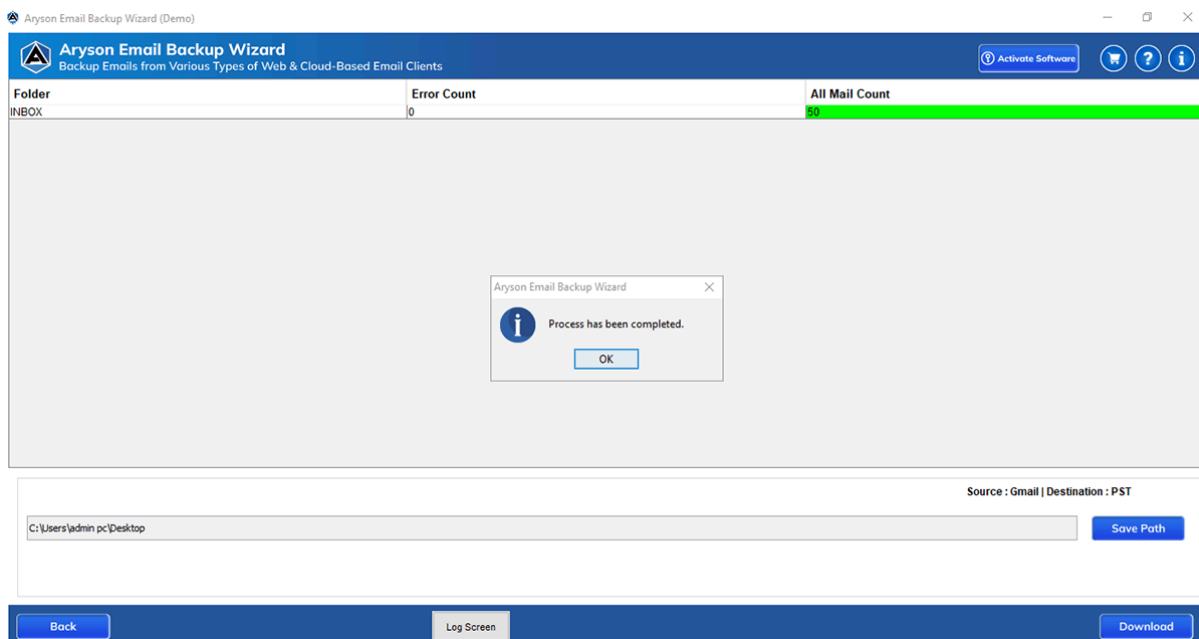 Aryson Email Backup Wizard (Demo)
Aryson Email Backup Wizard
Backup Emails from Various Types of Web & Cloud-Based Email Clients
Activate Software
Folder Error Count All Mail Count
INBOX 0 50
Aryson Email Backup Wizard
Process has been completed.
OK
Source : Gmail | Destination : PST
C:\Users\admin pc\Desktop
Save Path
Back Log Screen Download